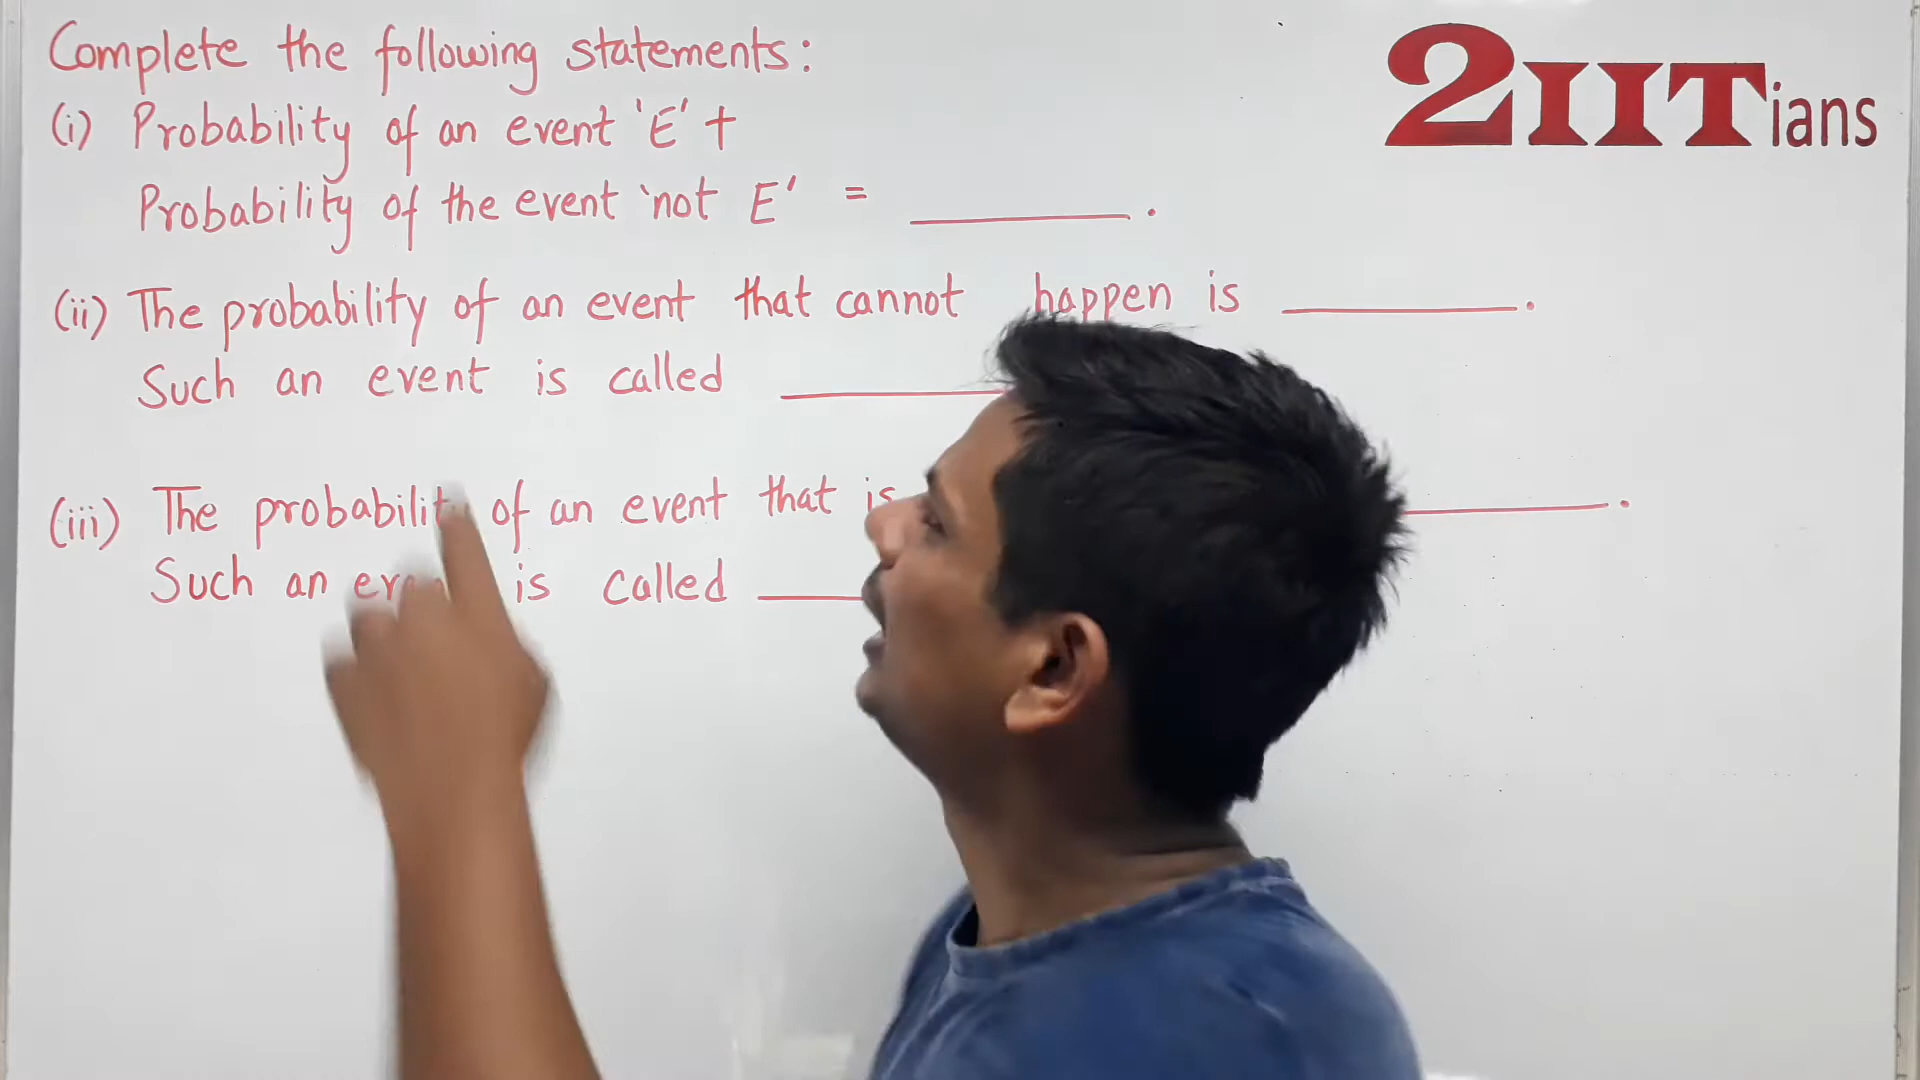 Complete the following statements:
2IITians
(i) Probability of an event 'E' +
Probability of the event 'not E' = ________.
(ii) The probability of an event that cannot happen is ________.
Such an event is called ________
(iii) The probability of an event that is ________.
Such an event is called ____